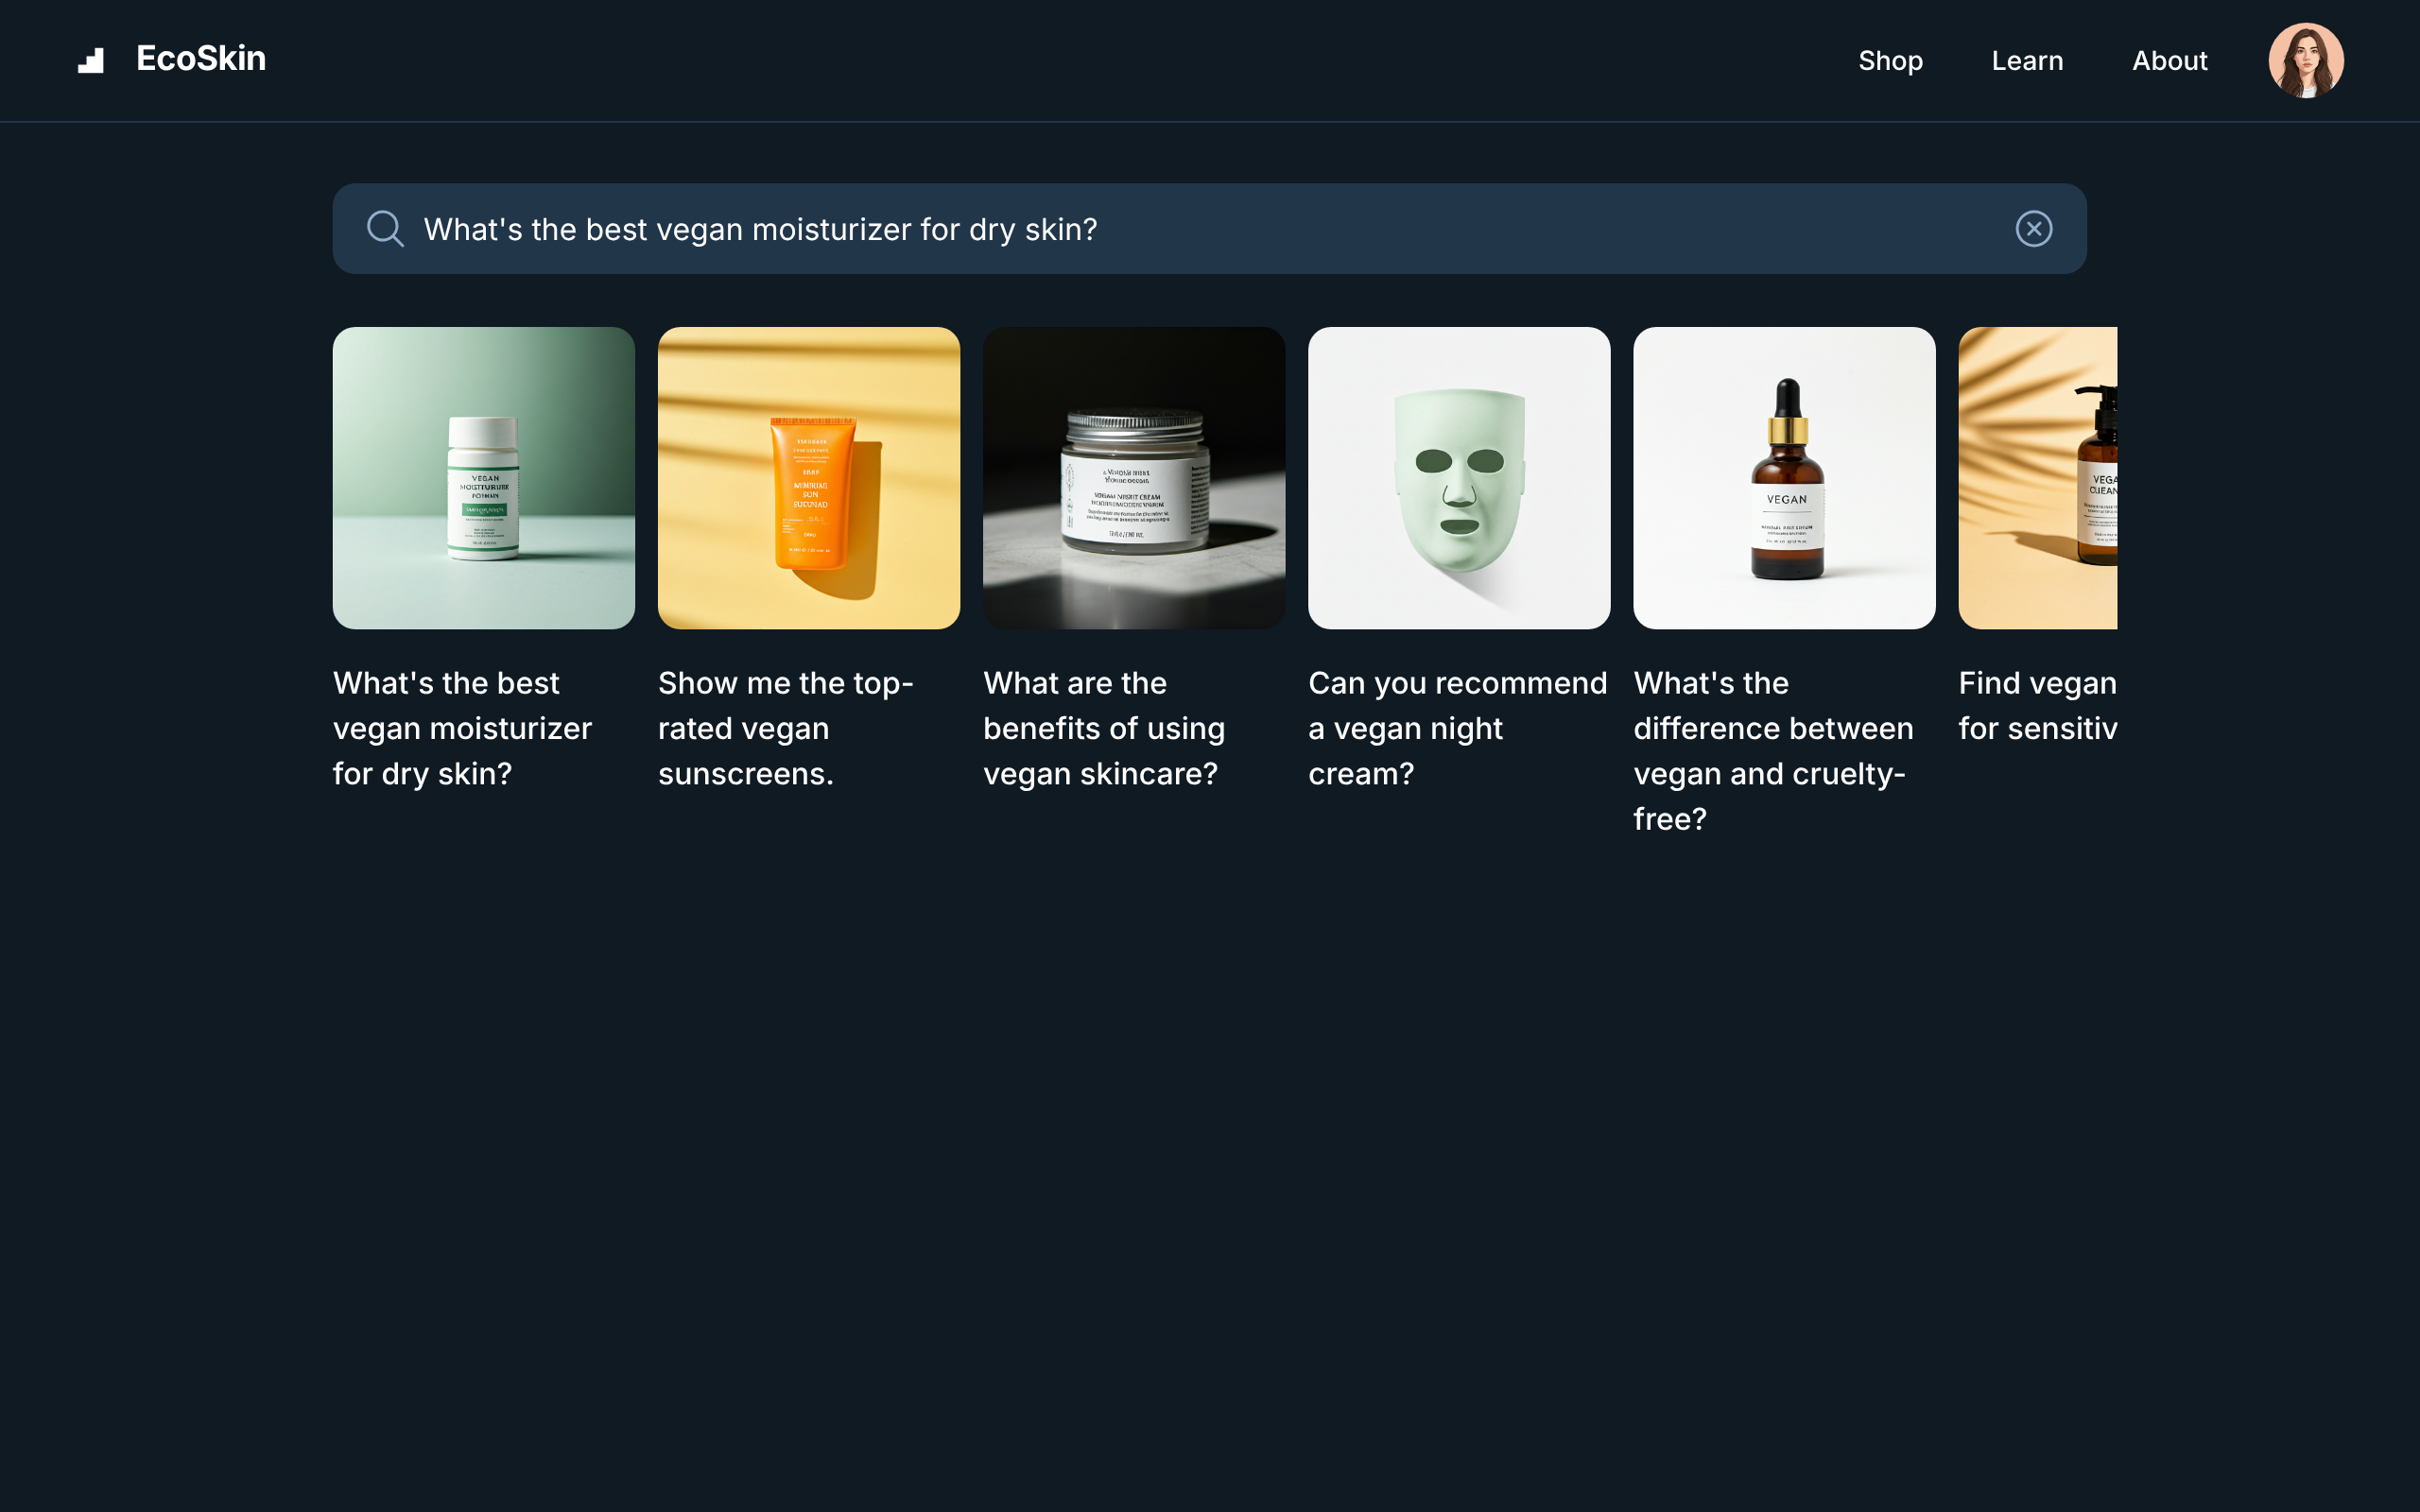 EcoSkin
Shop
Learn
About
What's the best vegan moisturizer for dry skin?
VEGAN
VEGAN
What's the best
vegan moisturizer
for dry skin?
Show me the top-
rated vegan
sunscreens.
What are the
benefits of using
vegan skincare?
Can you recommend
a vegan night
cream?
What's the
difference between
vegan and cruelty-
free?
Find vegan
for sensitiv